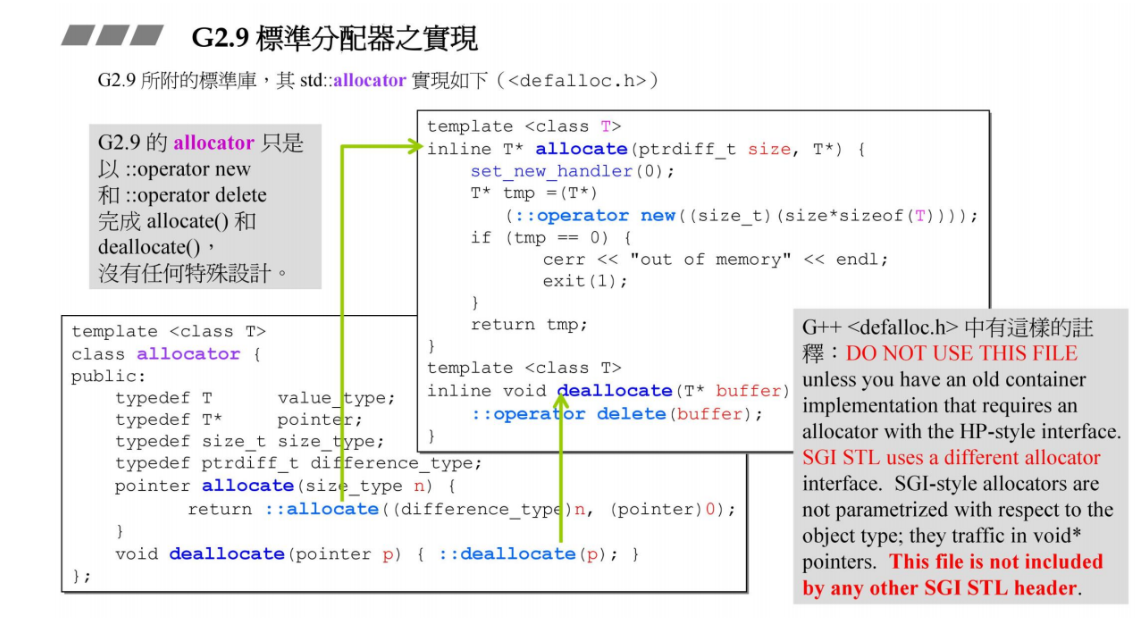 G2.9 標準分配器之實現
G2.9 所附的標準庫，其 std::allocator 實現如下（<defalloc.h>）
G2.9 的 allocator 只是
以 ::operator new
和 ::operator delete
完成 allocate() 和
deallocate()，
沒有任何特殊設計。
template <class T>
inline T* allocate(ptrdiff_t size, T*) {
    set_new_handler(0);
    T* tmp =(T*)
        (::operator new((size_t)(size*sizeof(T))));
    if (tmp == 0) {
        cerr << "out of memory" << endl;
        exit(1);
    }
    return tmp;
}
template <class T>
inline void deallocate(T* buffer)
    ::operator delete(buffer);
}
template <class T>
class allocator {
public:
    typedef T value_type;
    typedef T* pointer;
    typedef size_t size_type;
    typedef ptrdiff_t difference_type;
    pointer allocate(size_type n) {
        return ::allocate((difference_type)n, (pointer)0);
    }
    void deallocate(pointer p) { ::deallocate(p); }
};
G++ <defalloc.h> 中有這樣的註
釋：DO NOT USE THIS FILE
unless you have an old container
implementation that requires an
allocator with the HP-style interface.
SGI STL uses a different allocator
interface. SGI-style allocators are
not parametrized with respect to the
object type; they traffic in void*
pointers. This file is not included
by any other SGI STL header.